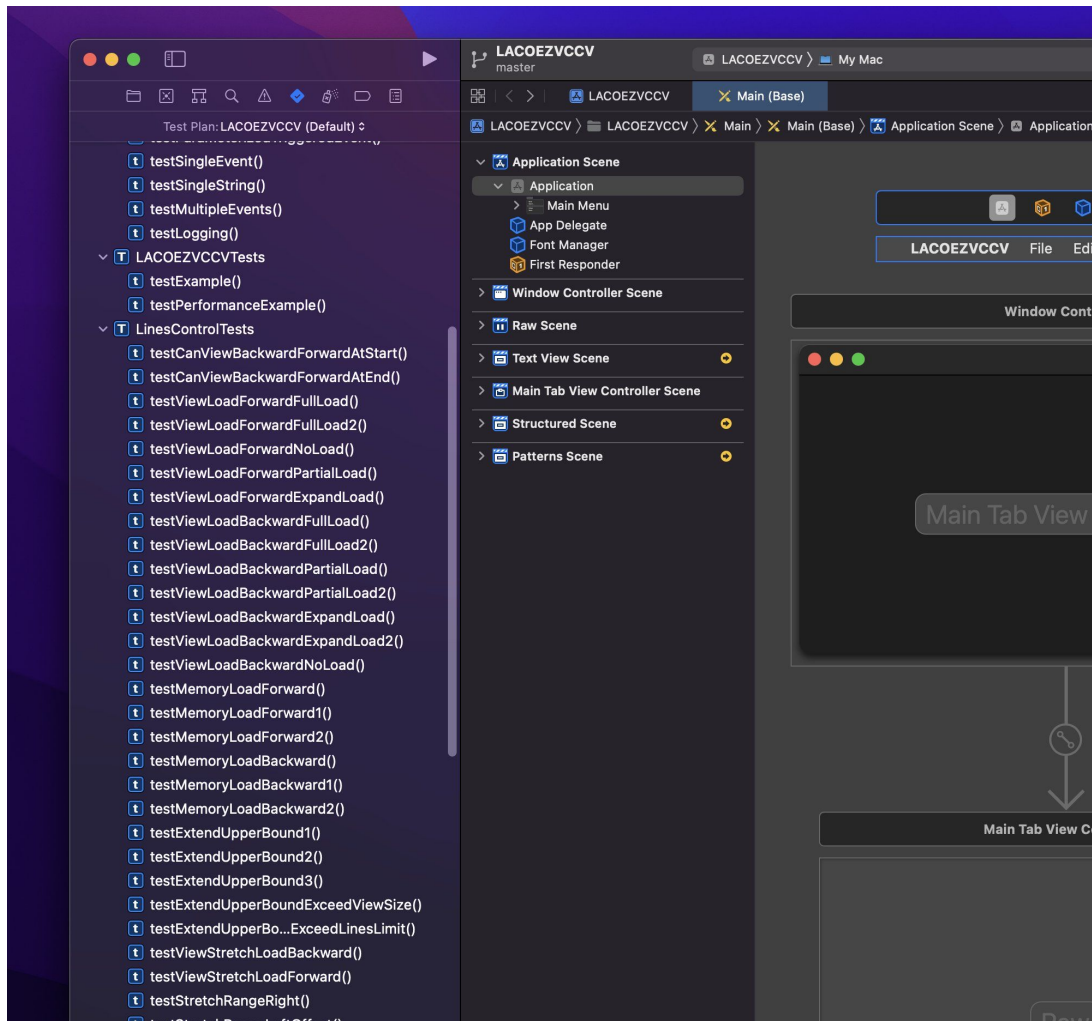 LACOEZVCCV
master
LACOEZVCCV
My Mac
LACOEZVCCV
Main (Base)
Test Plan: LACOEZVCCV (Default)
LACOEZVCCV
LACOEZVCCV
Main
Main (Base)
Application Scene
Application
testSingleEvent()
testSingleString()
testMultipleEvents()
testLogging()
LACOEZVCCVTests
testExample()
testPerformanceExample()
LinesControlTests
testCanViewBackwardForwardAtStart()
testCanViewBackwardForwardAtEnd()
testViewLoadForwardFullLoad()
testViewLoadForwardFullLoad2()
testViewLoadForwardNoLoad()
testViewLoadForwardPartialLoad()
testViewLoadForwardExpandLoad()
testViewLoadBackwardFullLoad()
testViewLoadBackwardFullLoad2()
testViewLoadBackwardPartialLoad()
testViewLoadBackwardPartialLoad2()
testViewLoadBackwardExpandLoad()
testViewLoadBackwardExpandLoad2()
testViewLoadBackwardNoLoad()
testMemoryLoadForward()
testMemoryLoadForward1()
testMemoryLoadForward2()
testMemoryLoadBackward()
testMemoryLoadBackward1()
testMemoryLoadBackward2()
testExtendUpperBound1()
testExtendUpperBound2()
testExtendUpperBound3()
testExtendUpperBoundExceedViewSize()
testExtendUpperBo...ExceedLinesLimit()
testViewStretchLoadBackward()
testViewStretchLoadForward()
testStretchRangeRight()
Application Scene
Application
Main Menu
App Delegate
Font Manager
First Responder
Window Controller Scene
Raw Scene
Text View Scene
Main Tab View Controller Scene
Structured Scene
Patterns Scene
LACOEZVCCV File Edi
Window Cont
Main Tab View
Main Tab View C